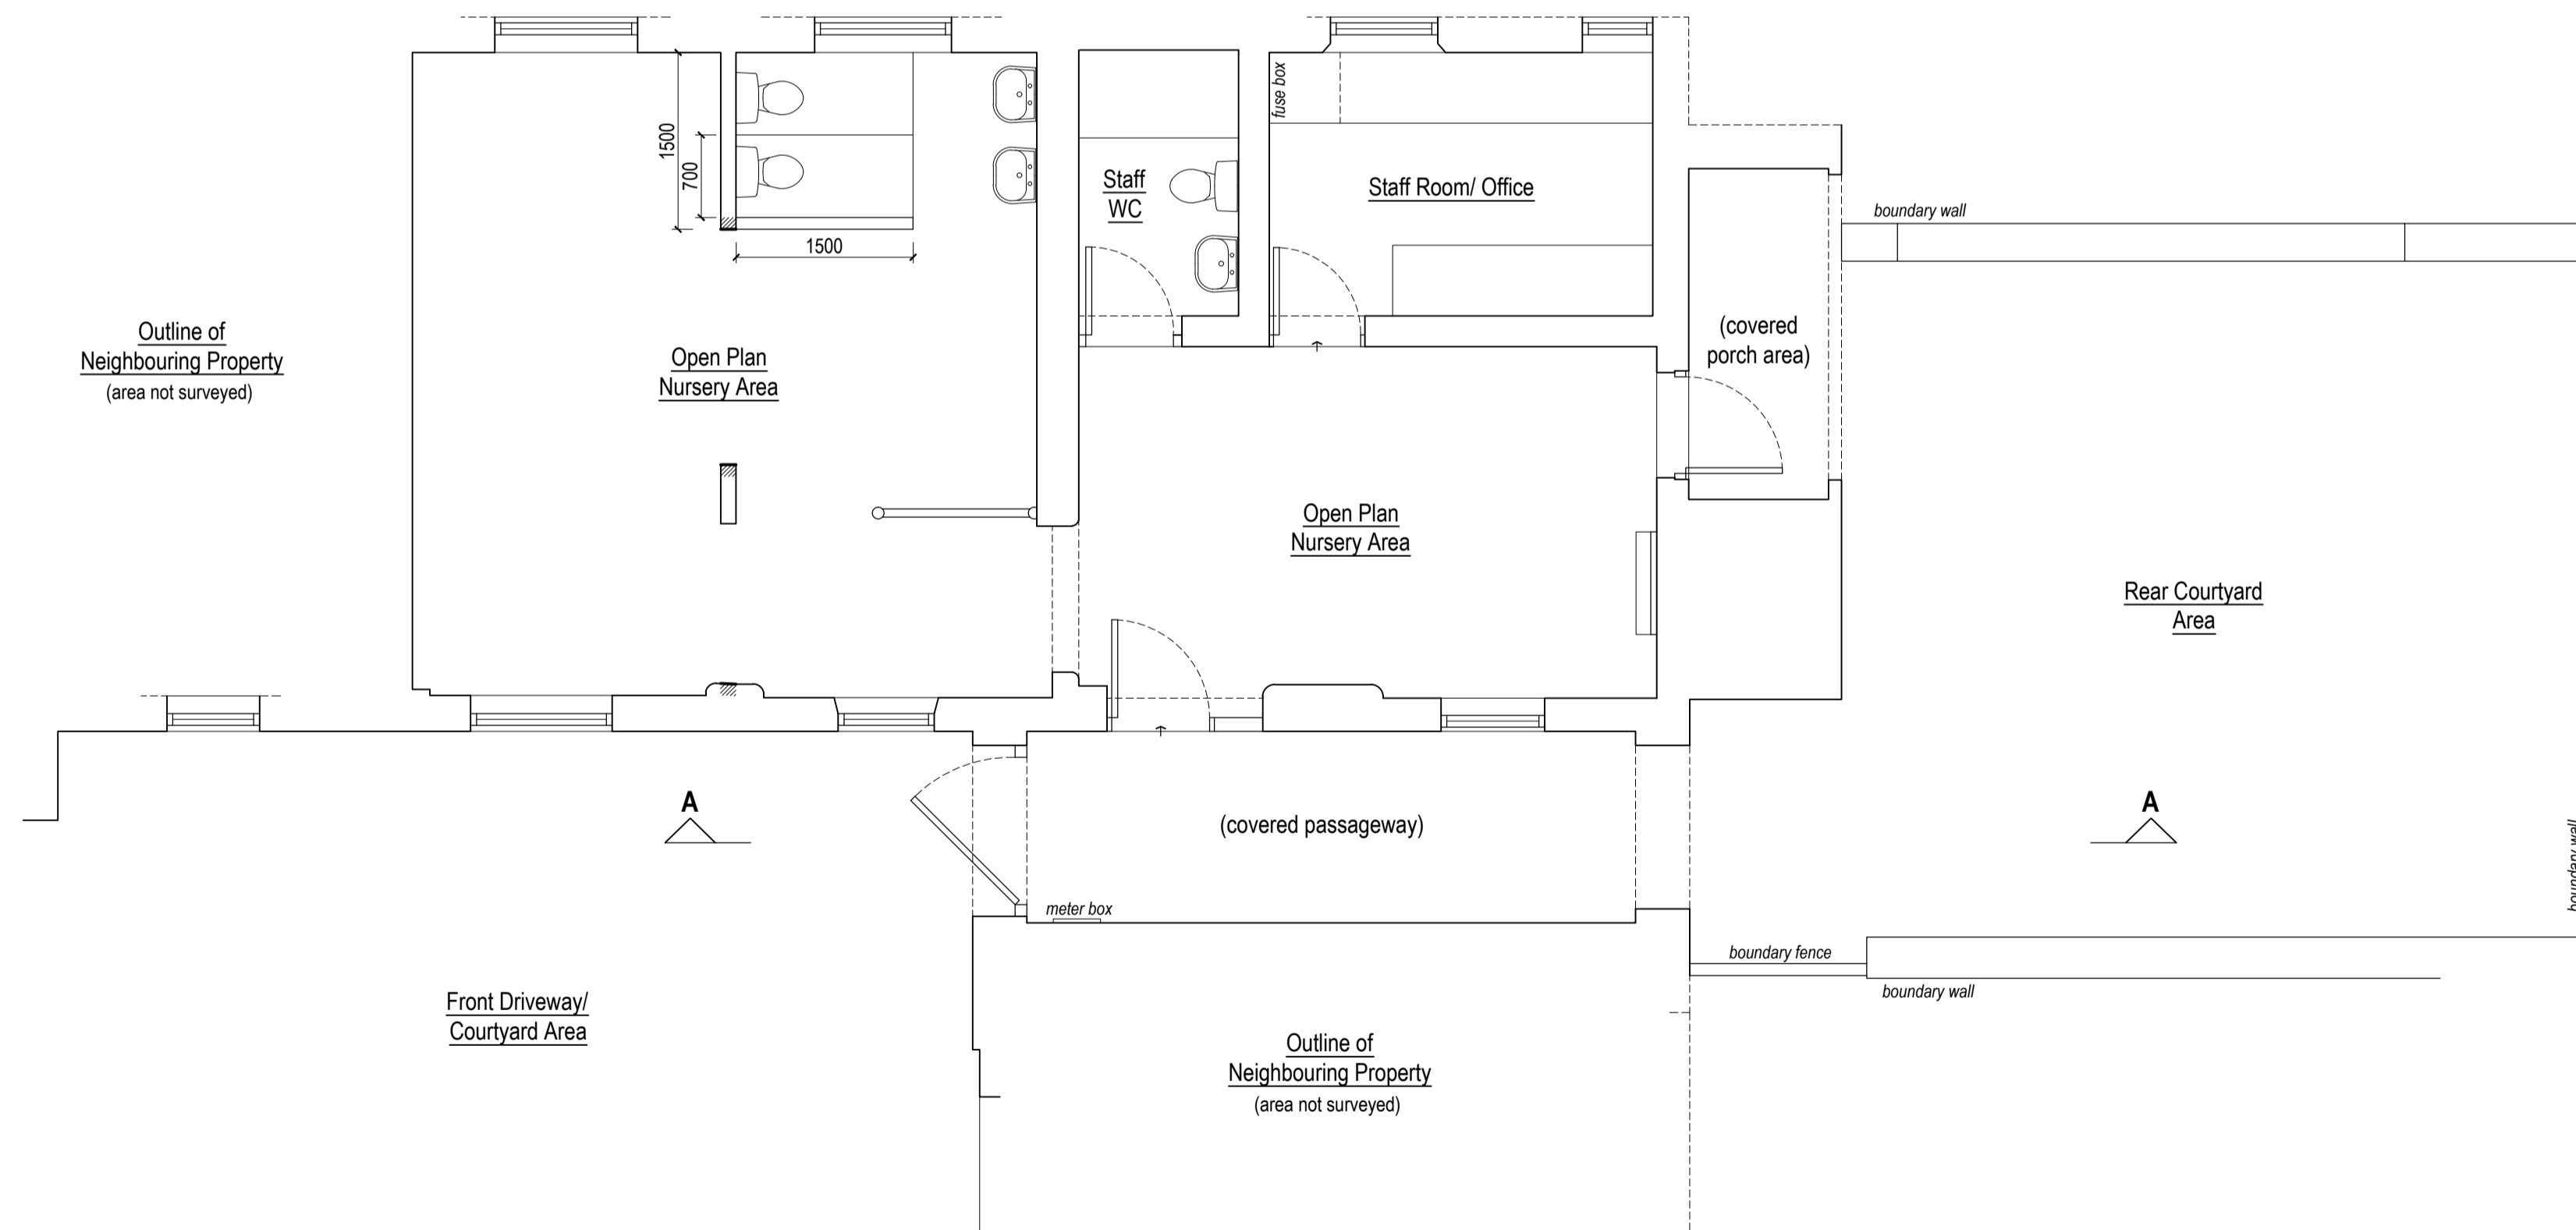 fuse box
1500
700
1500
Staff
WC
Staff Room/ Office
boundary wall
Outline of
Neighbouring Property
(area not surveyed)
Open Plan
Nursery Area
(covered
porch area)
Open Plan
Nursery Area
Rear Courtyard
Area
A
A
(covered passageway)
boundary wall
meter box
boundary fence
boundary wall
Front Driveway/
Courtyard Area
Outline of
Neighbouring Property
(area not surveyed)